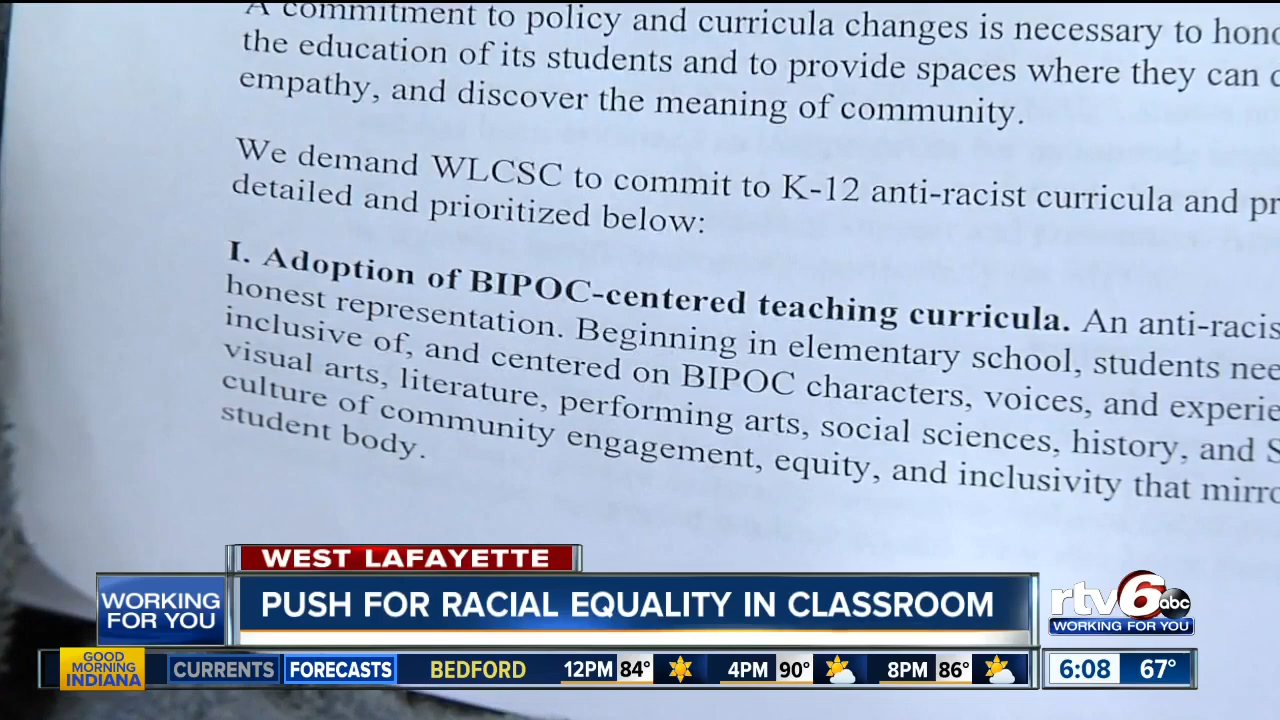 A commitment to policy and curricula changes is necessary to hono
the education of its students and to provide spaces where they can
empathy, and discover the meaning of community.
We demand WLCSC to commit to K-12 anti-racist curricula and pr
detailed and prioritized below:
I. Adoption of BIPOC-centered teaching curricula. An anti-racis
honest representation. Beginning in elementary school, students nee
inclusive of, and centered on BIPOC characters, voices, and experie
visual arts, literature, performing arts, social sciences, history, and S
culture of community engagement, equity, and inclusivity that mirro
student body.
WEST LAFAYETTE
WORKING
FOR YOU
PUSH FOR RACIAL EQUALITY IN CLASSROOM
rtv6 abc
WORKING FOR YOU
GOOD
MORNING
INDIANA
CURRENTS FORECASTS BEDFORD 12PM 84° 4PM 90° 8PM 86° 6:08 67°